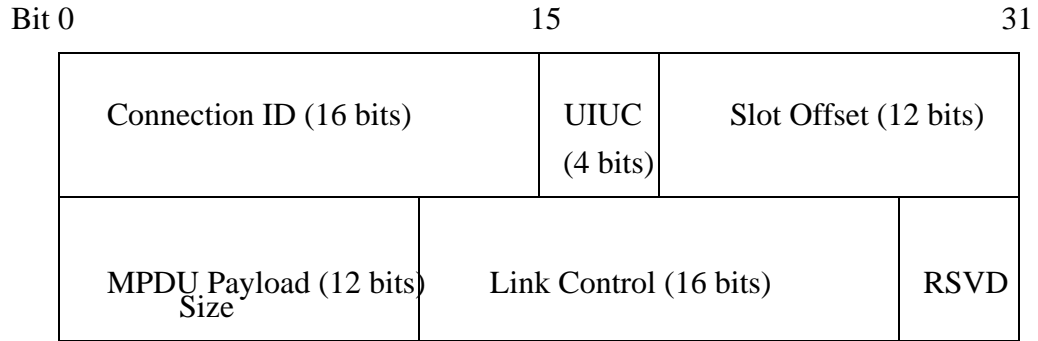 Bit 0 15 31
Connection ID (16 bits) UIUC Slot Offset (12 bits)
(4 bits)
MPDU Payload (12 bits) Link Control (16 bits) RSVD
Size